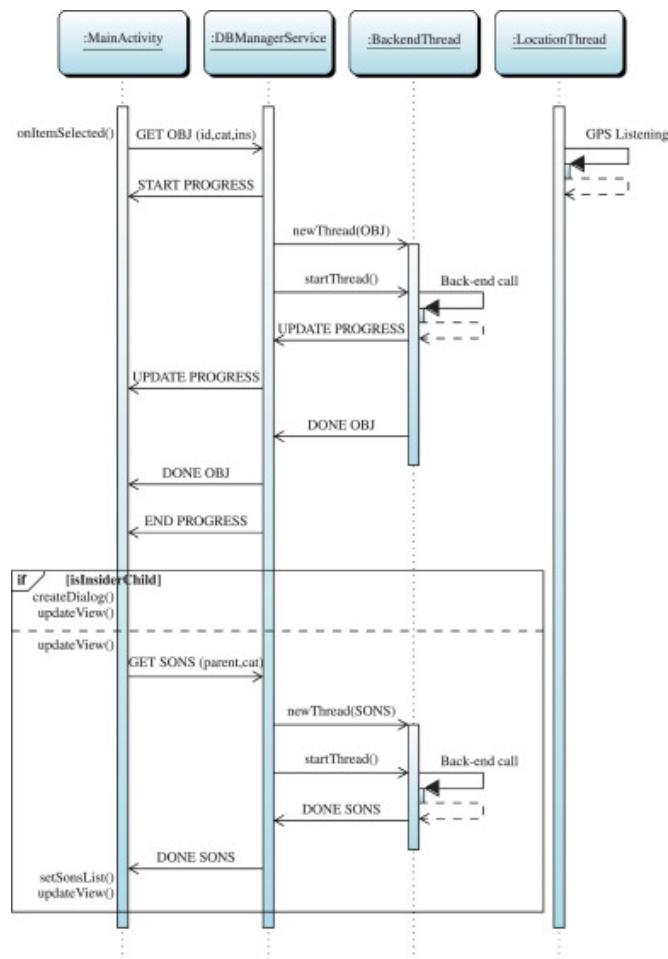 :MainActivity
:DBManagerService
:BackendThread
:LocationThread
onItemSelected()
GET OBJ (id,cat,ins)
GPS Listening
START PROGRESS
newThread(OBJ)
startThread()
Back-end call
UPDATE PROGRESS
UPDATE PROGRESS
DONE OBJ
DONE OBJ
END PROGRESS
if
[isInsiderChild]
createDialog()
updateView()
updateView()
GET SONS (parent,cat)
newThread(SONS)
startThread()
Back-end call
DONE SONS
DONE SONS
setSonsList()
updateView()